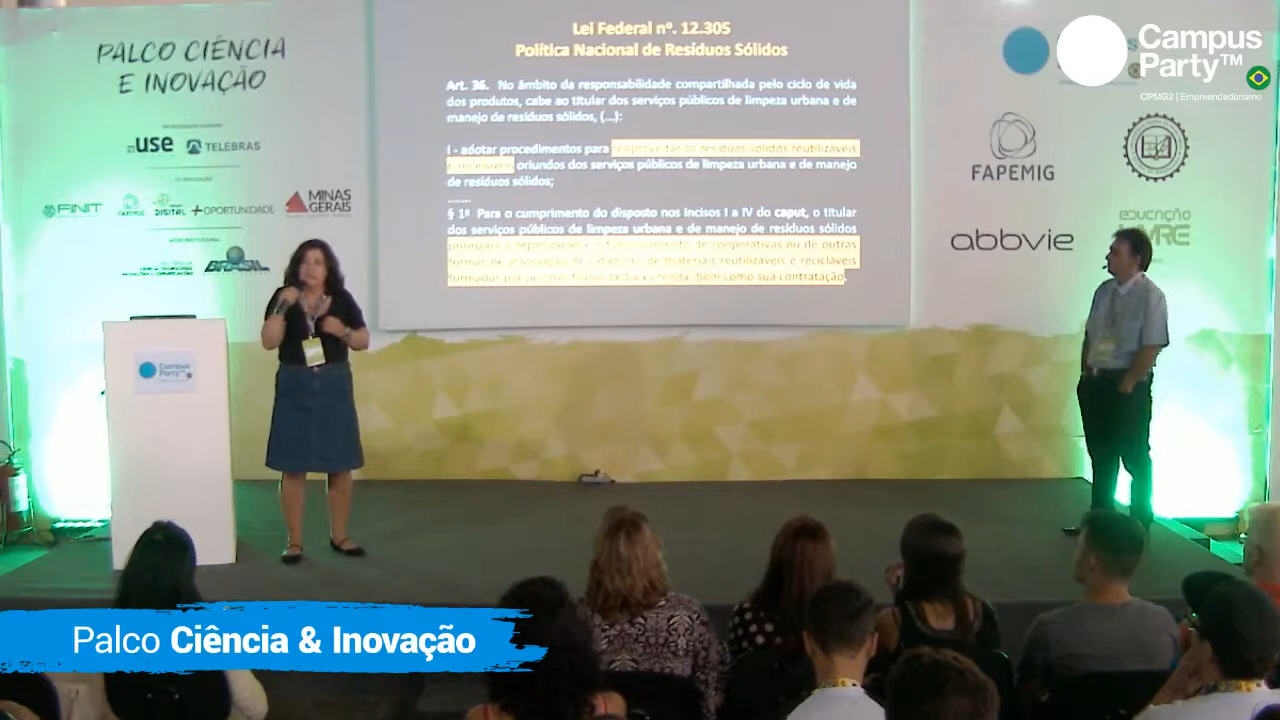 PALCO CIÊNCIA
E INOVAÇÃO
use
TELEBRAS
FINIT
DIGITAL
+OPORTUNIDADE
MINAS
GERAIS
BRASIL
Lei Federal nº. 12.305
Política Nacional de Resíduos Sólidos
Art. 36. No âmbito da responsabilidade compartilhada pelo ciclo de vida
dos produtos, cabe ao titular dos serviços públicos de limpeza urbana e de
manejo de resíduos sólidos, (...):
I - adotar procedimentos para reaproveitar os resíduos sólidos reutilizáveis
e recicláveis oriundos dos serviços públicos de limpeza urbana e de manejo
de resíduos sólidos;
§ 1º Para o cumprimento do disposto nos incisos I a IV do caput, o titular
dos serviços públicos de limpeza urbana e de manejo de resíduos sólidos
priorizará a organização e o funcionamento de cooperativas ou de outras
formas de associação de catadores de materiais reutilizáveis e recicláveis
formadas por pessoas físicas de baixa renda, bem como sua contratação.
Campus
Party™
CPMG2 | Empreendedorismo
FAPEMIG
abbvie
EDUCAÇÃO
Campus
Party™
Palco Ciência & Inovação